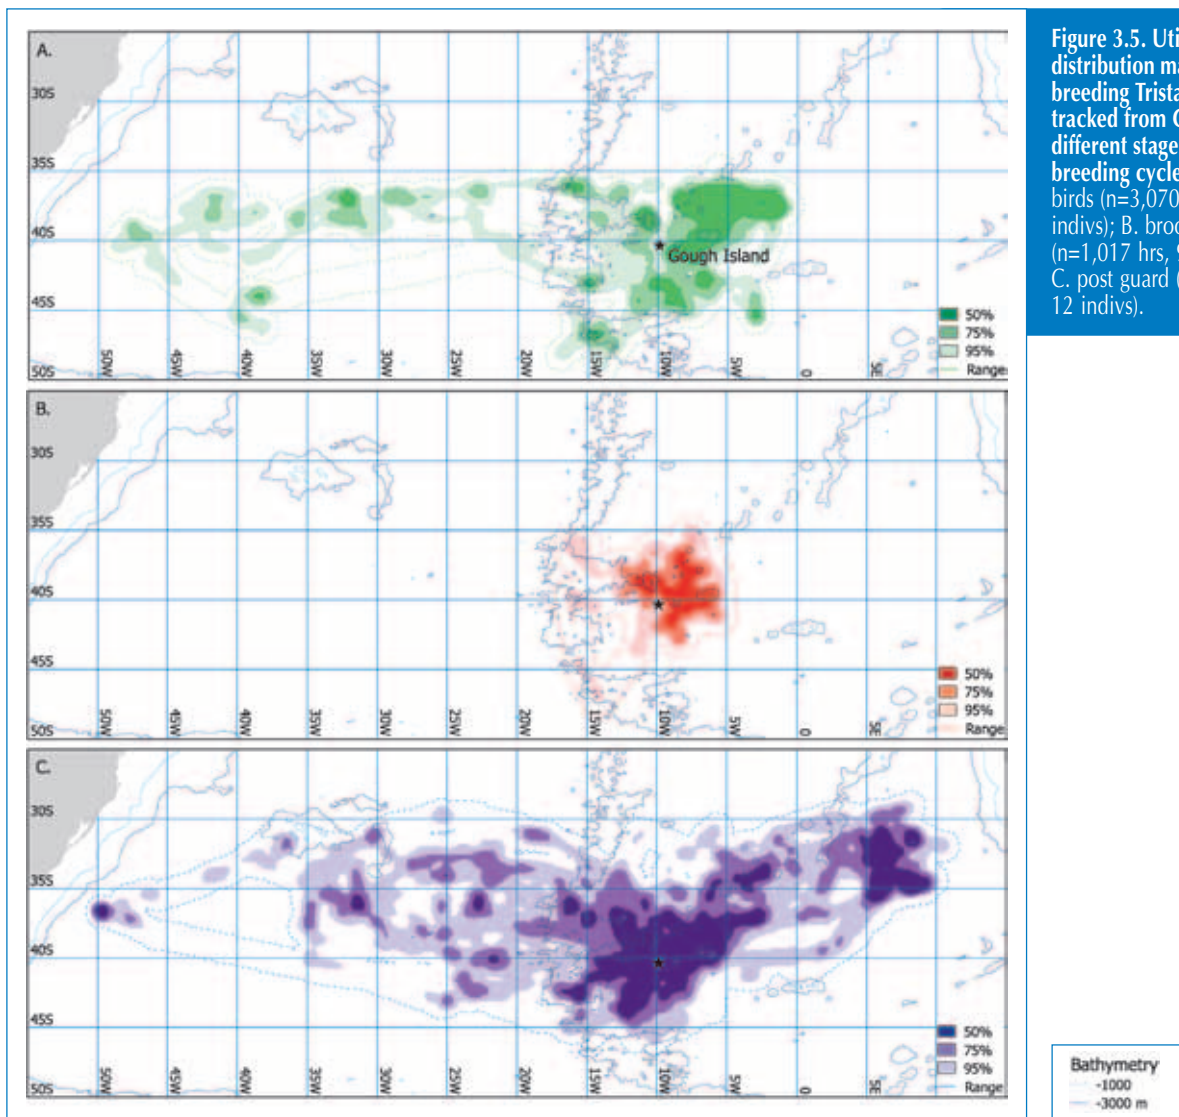 A.
30S
35S
40S
45S
50S
Gough Island
50W
45W
40W
35W
30W
25W
20W
15W
10W
5W
0
5E
50%
75%
95%
Range
B.
30S
35S
40S
45S
50S
50W
45W
40W
35W
30W
25W
20W
15W
10W
5W
0
5E
50%
75%
95%
Range
C.
30S
35S
40S
45S
50S
50W
45W
40W
35W
30W
25W
20W
15W
10W
5W
0
5E
50%
75%
95%
Range
Figure 3.5. Uti
distribution ma
breeding Trista
tracked from
different stage
breeding cycle
birds (n=3,070
indivs); B. broo
(n=1,017 hrs,
C. post guard (
12 indivs).
Bathymetry
-1000
-3000 m